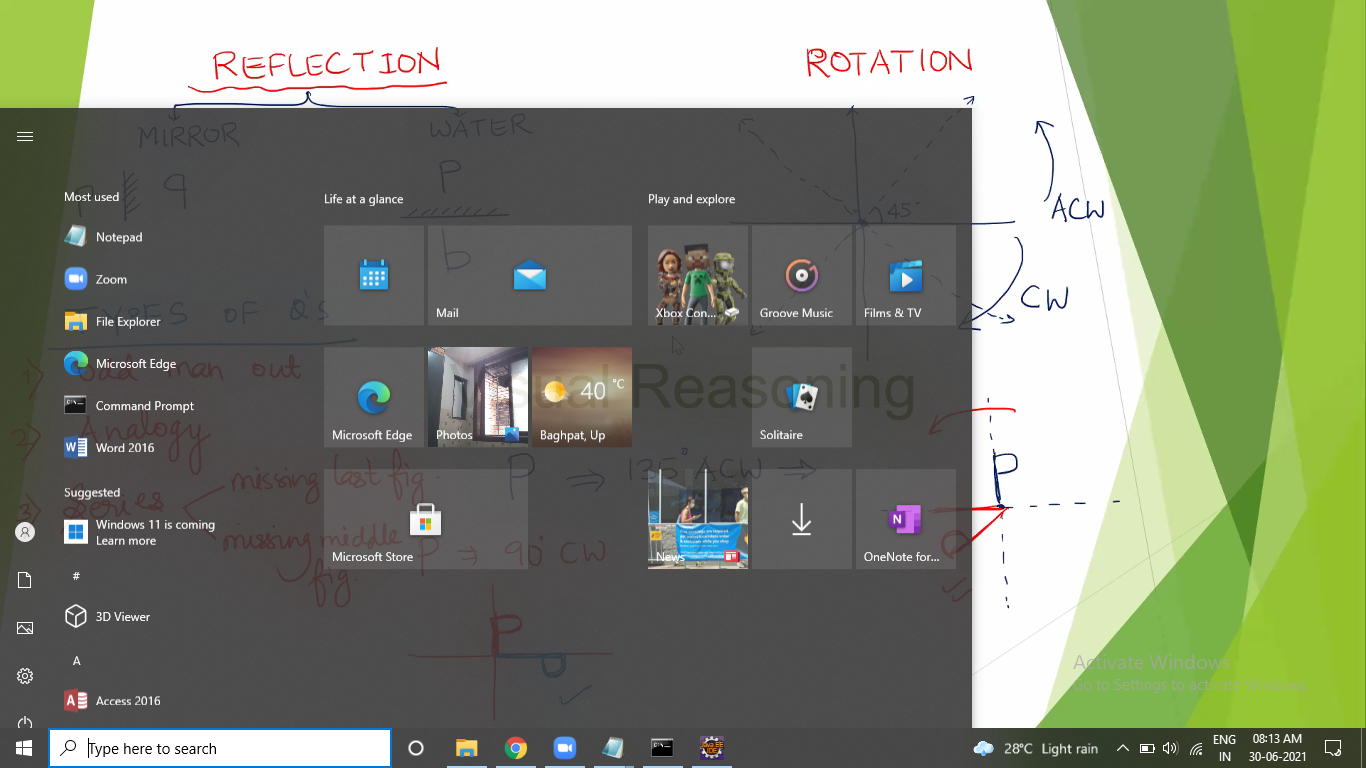 REFLECTION
ROTATION
MIRROR
WATER
P
q
b
45°
ACW
CW
TYPES OF Q's
1) Odd man out
2) Analogy
3) Series
missing last fig.
missing middle fig.
Visual Reasoning
P ⇒ 135° ACW ⇒
P
⇒ 90° CW
P
Most used
Notepad
Zoom
File Explorer
Microsoft Edge
Command Prompt
Word 2016
Suggested
Windows 11 is coming
Learn more
#
3D Viewer
A
Access 2016
Life at a glance
Mail
Microsoft Edge
Photos
40 °C
Baghpat, Up
Microsoft Store
Play and explore
Xbox Con...
Groove Music
Films & TV
Solitaire
News
OneNote for...
Activate Windows
Go to Settings to activate Windows.
Type here to search
28°C Light rain
ENG
IN
08:13 AM
30-06-2021